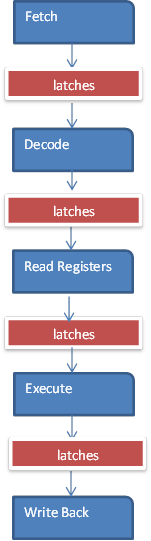 Fetch
latches
Decode
latches
Read Registers
latches
Execute
latches
Write Back